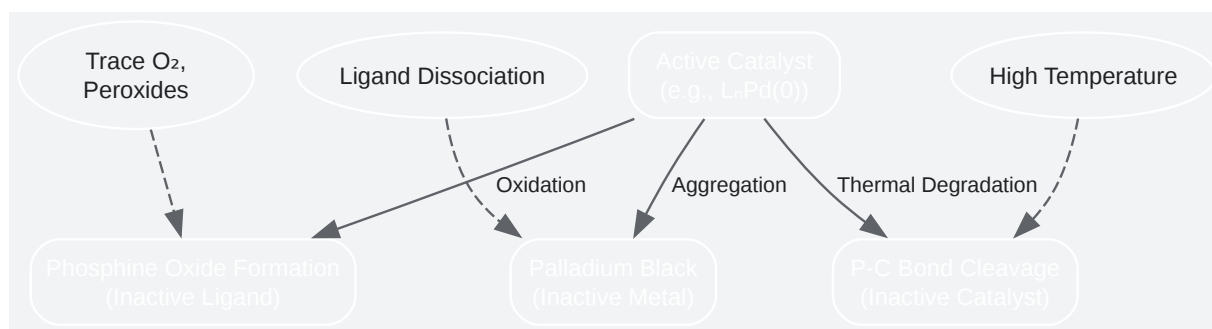 Trace O₂,
Peroxides
Ligand Dissociation
Active Catalyst
(e.g., LₙPd(0))
High Temperature
Oxidation
Aggregation
Thermal Degradation
Phosphine Oxide Formation
(Inactive Ligand)
Palladium Black
(Inactive Metal)
P-C Bond Cleavage
(Inactive Catalyst)